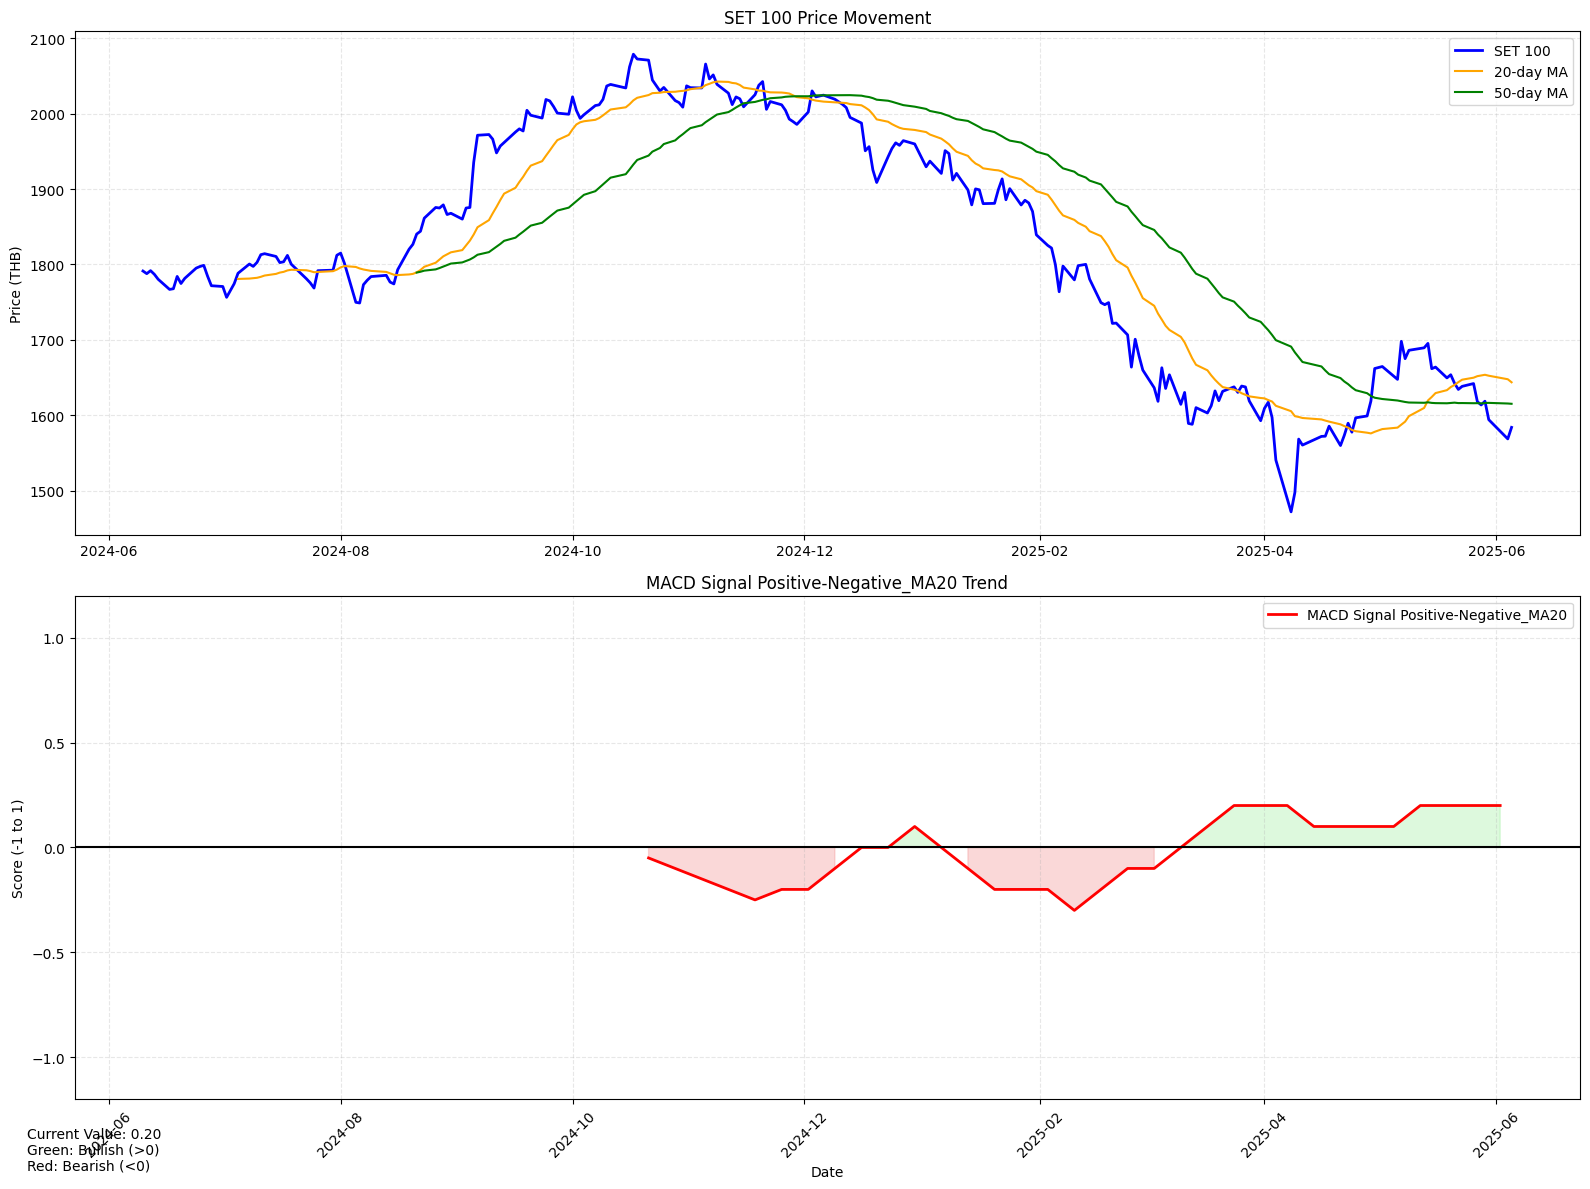 SET 100 Price Movement
2100
2000
1900
1800
1700
1600
1500
Price (THB)
SET 100
20-day MA
50-day MA
2024-06
2024-08
2024-10
2024-12
2025-02
2025-04
2025-06
MACD Signal Positive-Negative_MA20 Trend
1.0
0.5
0.0
−0.5
−1.0
Score (-1 to 1)
MACD Signal Positive-Negative_MA20
2024-06
2024-08
2024-10
2024-12
2025-02
2025-04
2025-06
Date
Current Value: 0.20
Green: Bullish (>0)
Red: Bearish (<0)